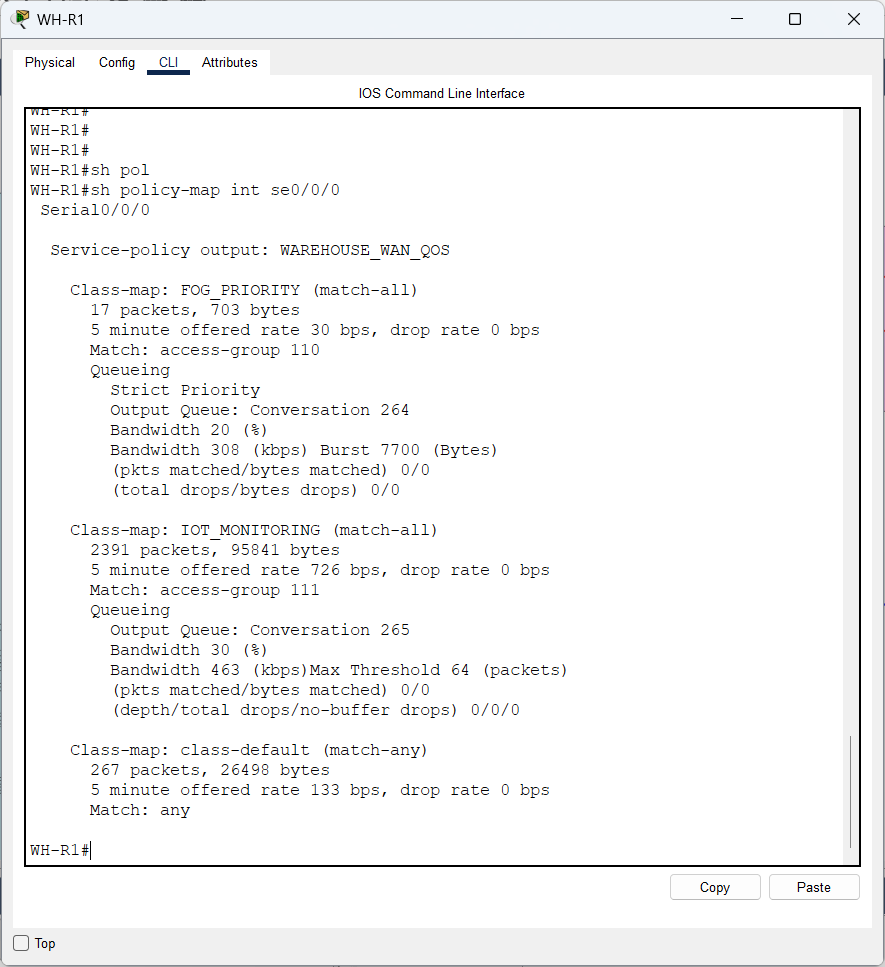 WH-R1
Physical Config CLI Attributes
IOS Command Line Interface
WH-R1#
WH-R1#
WH-R1#
WH-R1#sh pol
WH-R1#sh policy-map int se0/0/0
Serial0/0/0
Service-policy output: WAREHOUSE_WAN_QOS
Class-map: FOG_PRIORITY (match-all)
17 packets, 703 bytes
5 minute offered rate 30 bps, drop rate 0 bps
Match: access-group 110
Queueing
Strict Priority
Output Queue: Conversation 264
Bandwidth 20 (%)
Bandwidth 308 (kbps) Burst 7700 (Bytes)
(pkts matched/bytes matched) 0/0
(total drops/bytes drops) 0/0
Class-map: IOT_MONITORING (match-all)
2391 packets, 95841 bytes
5 minute offered rate 726 bps, drop rate 0 bps
Match: access-group 111
Queueing
Output Queue: Conversation 265
Bandwidth 30 (%)
Bandwidth 463 (kbps)Max Threshold 64 (packets)
(pkts matched/bytes matched) 0/0
(depth/total drops/no-buffer drops) 0/0/0
Class-map: class-default (match-any)
267 packets, 26498 bytes
5 minute offered rate 133 bps, drop rate 0 bps
Match: any
WH-R1#
Copy Paste
Top